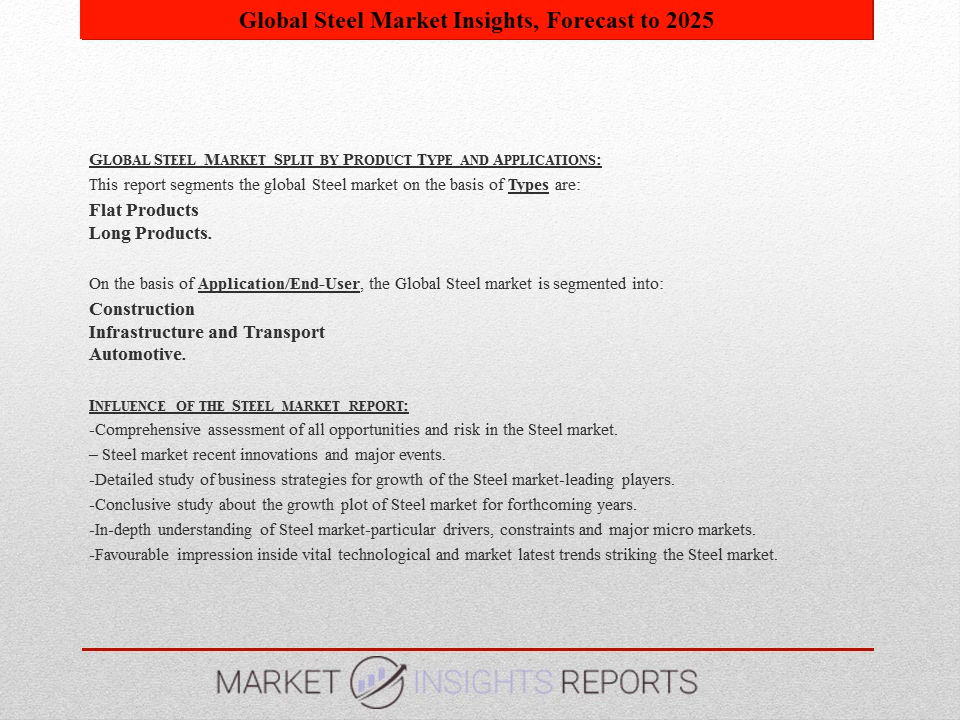 Global Steel Market Insights, Forecast to 2025
GLOBAL STEEL MARKET SPLIT BY PRODUCT TYPE AND APPLICATIONS:
This report segments the global Steel market on the basis of Types are:
Flat Products
Long Products.
On the basis of Application/End-User, the Global Steel market is segmented into:
Construction
Infrastructure and Transport
Automotive.
INFLUENCE OF THE STEEL MARKET REPORT:
-Comprehensive assessment of all opportunities and risk in the Steel market.
– Steel market recent innovations and major events.
-Detailed study of business strategies for growth of the Steel market-leading players.
-Conclusive study about the growth plot of Steel market for forthcoming years.
-In-depth understanding of Steel market-particular drivers, constraints and major micro markets.
-Favourable impression inside vital technological and market latest trends striking the Steel market.
MARKET INSIGHTS REPORTS